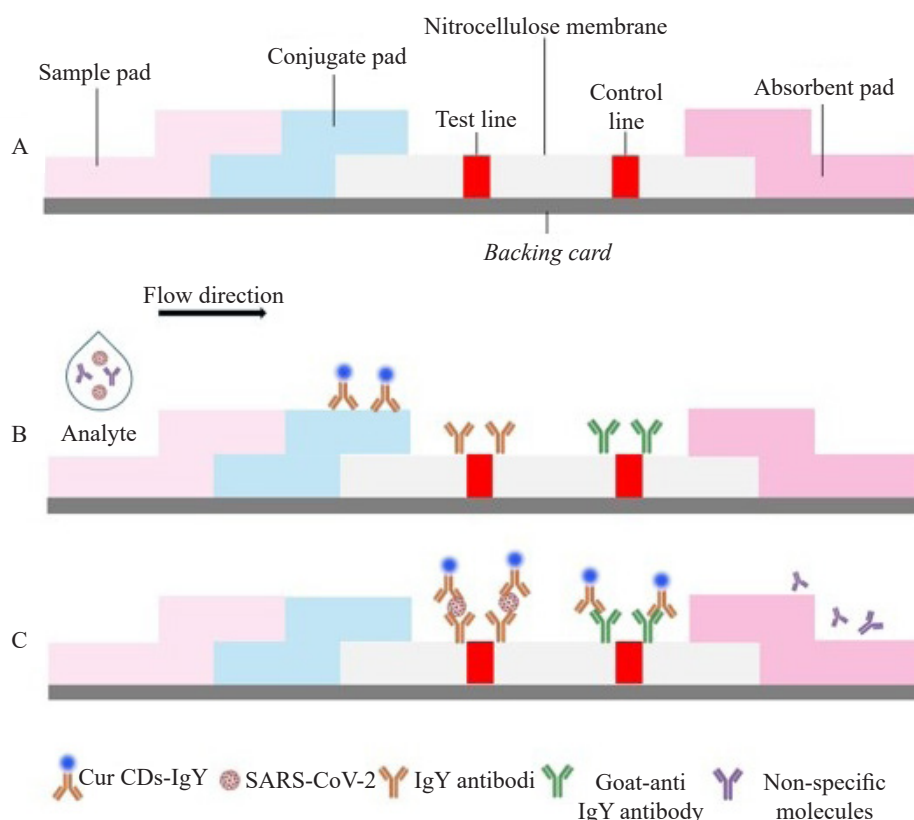 Nitrocellulose membrane
Conjugate pad
Sample pad
Control
line
Absorbent pad
Test line
A
Backing card
Flow direction
B
Analyte
C
Cur CDs-IgY
SARS-CoV-2
IgY antibodi
Goat-anti
IgY antibody
Non-specific
molecules